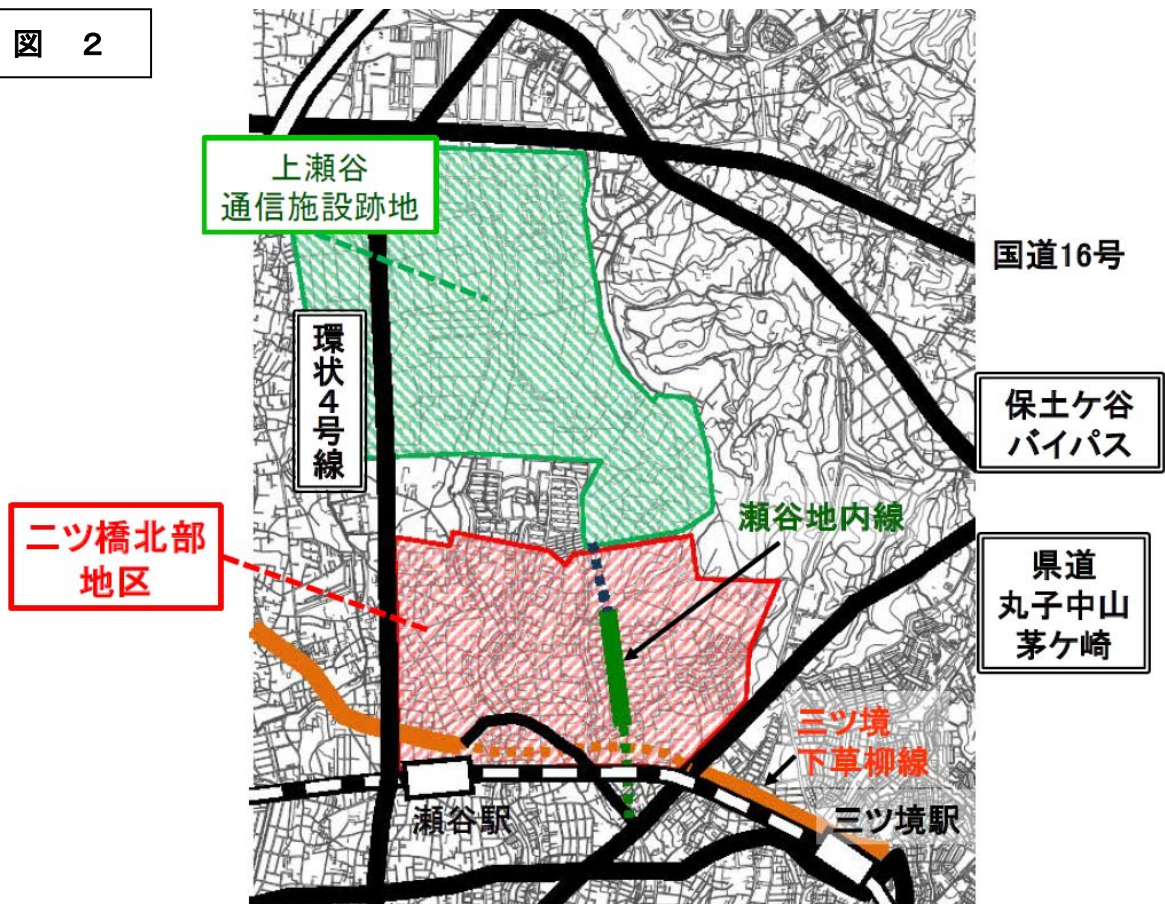 図 2
上瀬谷
通信施設跡地
国道16号
環状4号線
保土ケ谷
バイパス
二ツ橋北部
地区
瀬谷地内線
県道
丸子中山
茅ケ崎
三ツ境
下草柳線
瀬谷駅
三ツ境駅